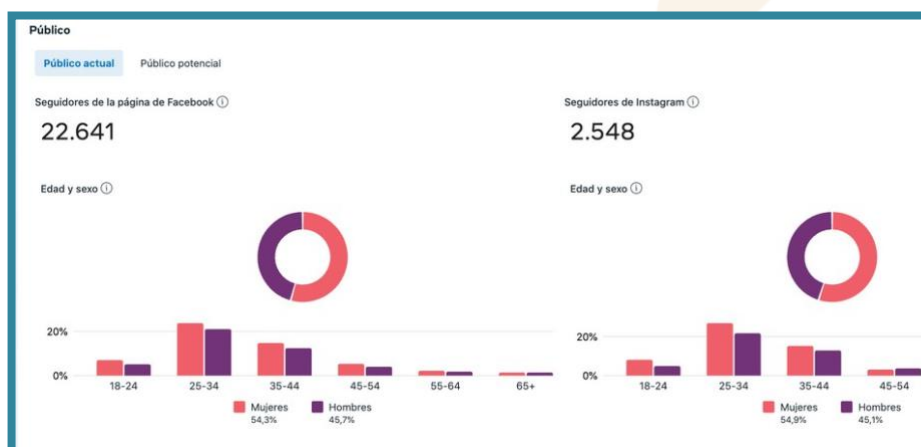 Público
Público actual Público potencial
Seguidores de la página de Facebook
22.641
Edad y sexo
20%
0%
18-24 25-34 35-44 45-54 55-64 65+
Mujeres Hombres
54,3% 45,7%
Seguidores de Instagram
2.548
Edad y sexo
20%
0%
18-24 25-34 35-44 45-54
Mujeres Hombres
54,9% 45,1%